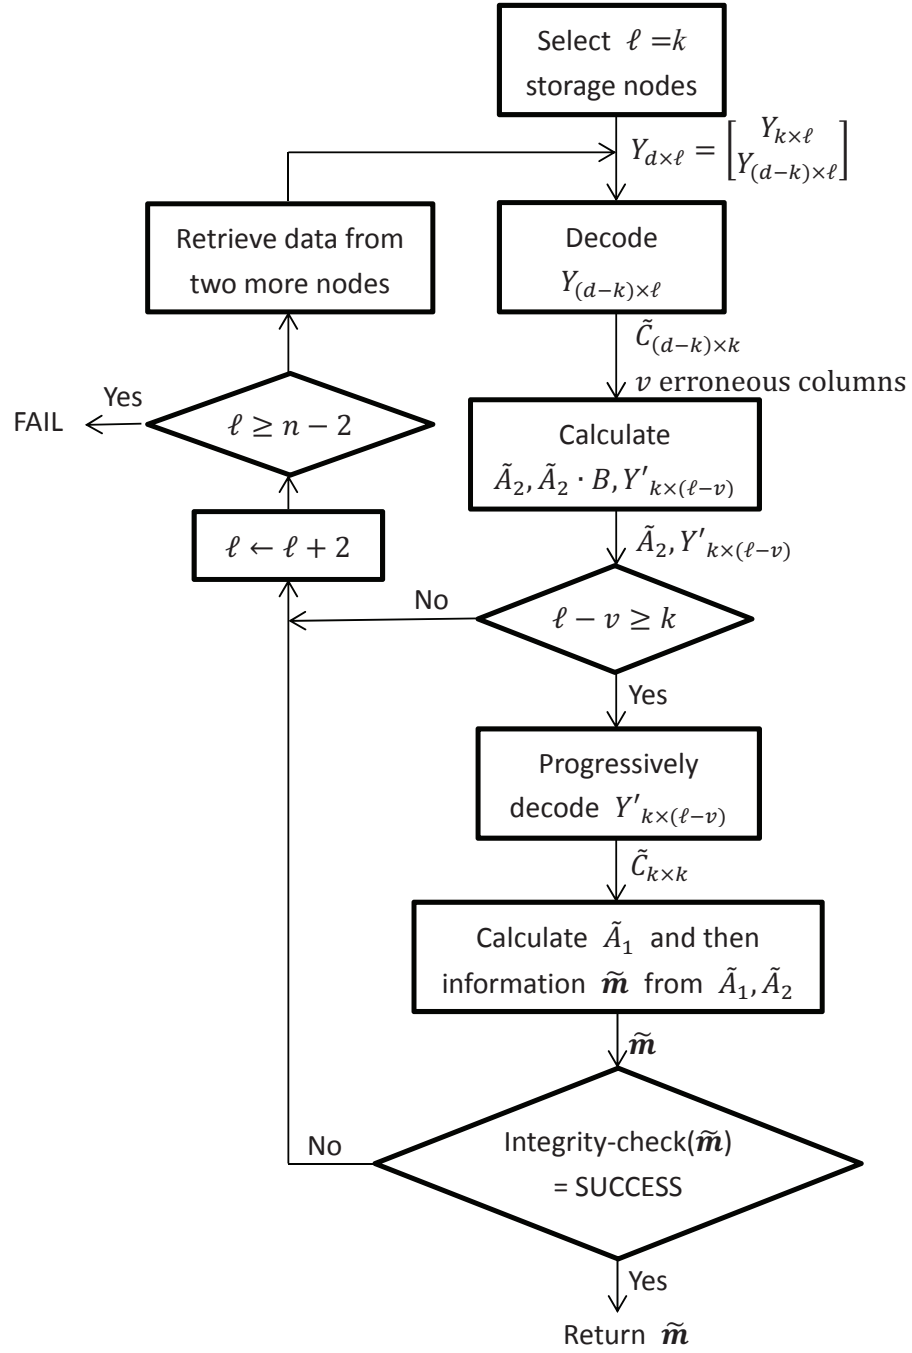 Select ℓ = k
storage nodes
Y_{d×ℓ} = [Y_{k×ℓ}
Y_{(d−k)×ℓ}]
Retrieve data from
two more nodes
Decode
Y_{(d−k)×ℓ}
C̃_{(d−k)×k}
v erroneous columns
Yes
FAIL
ℓ ≥ n − 2
Calculate
Ã_2, Ã_2 · B, Y'_{k×(ℓ−v)}
ℓ ← ℓ + 2
Ã_2, Y'_{k×(ℓ−v)}
No
ℓ − v ≥ k
Yes
Progressively
decode Y'_{k×(ℓ−v)}
C̃_{k×k}
Calculate Ã_1 and then
information m̃ from Ã_1, Ã_2
m̃
No
Integrity-check(m̃)
= SUCCESS
Yes
Return m̃